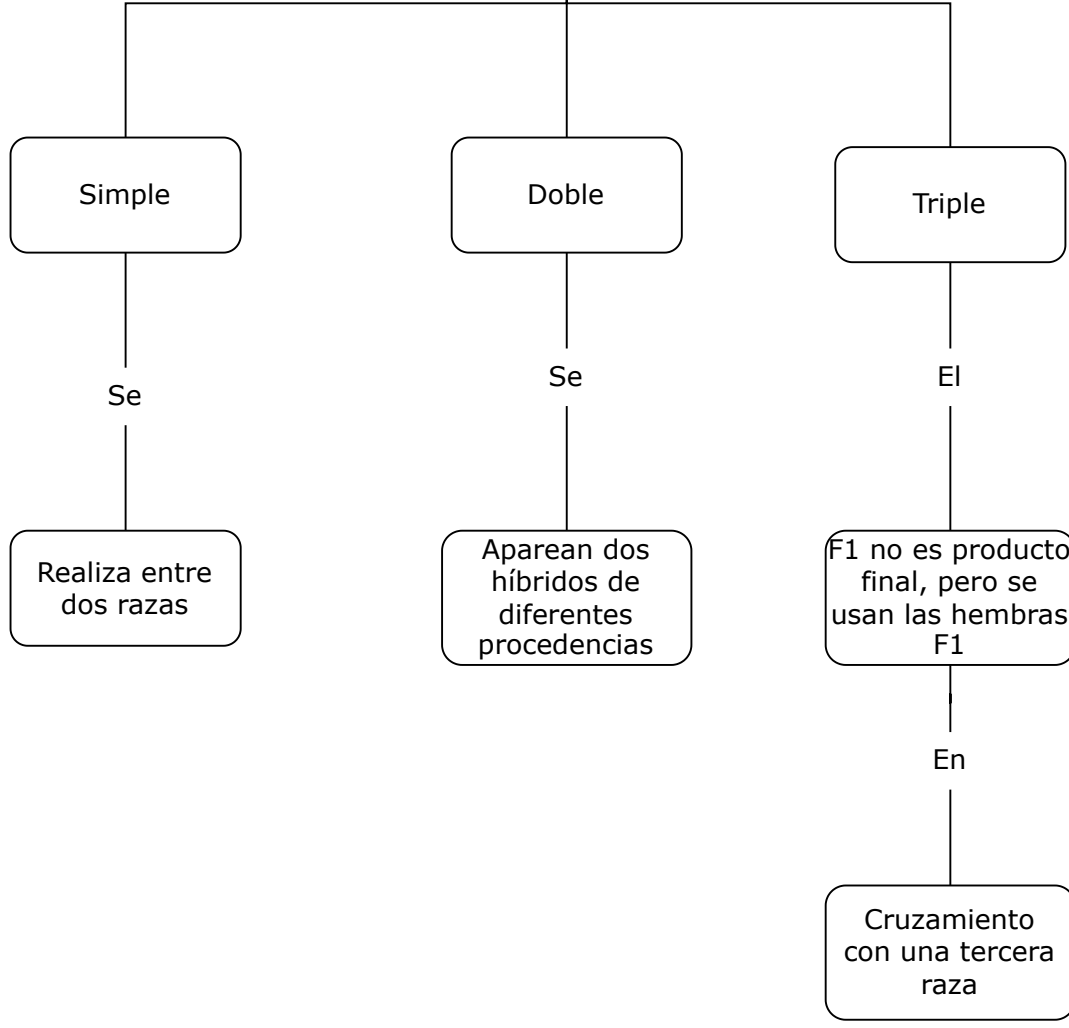 Simple
Doble
Triple
Se
Se
El
Realiza entre
dos razas
Aparean dos
híbridos de
diferentes
procedencias
F1 no es producto
final, pero se
usan las hembras
F1
En
Cruzamiento
con una tercera
raza